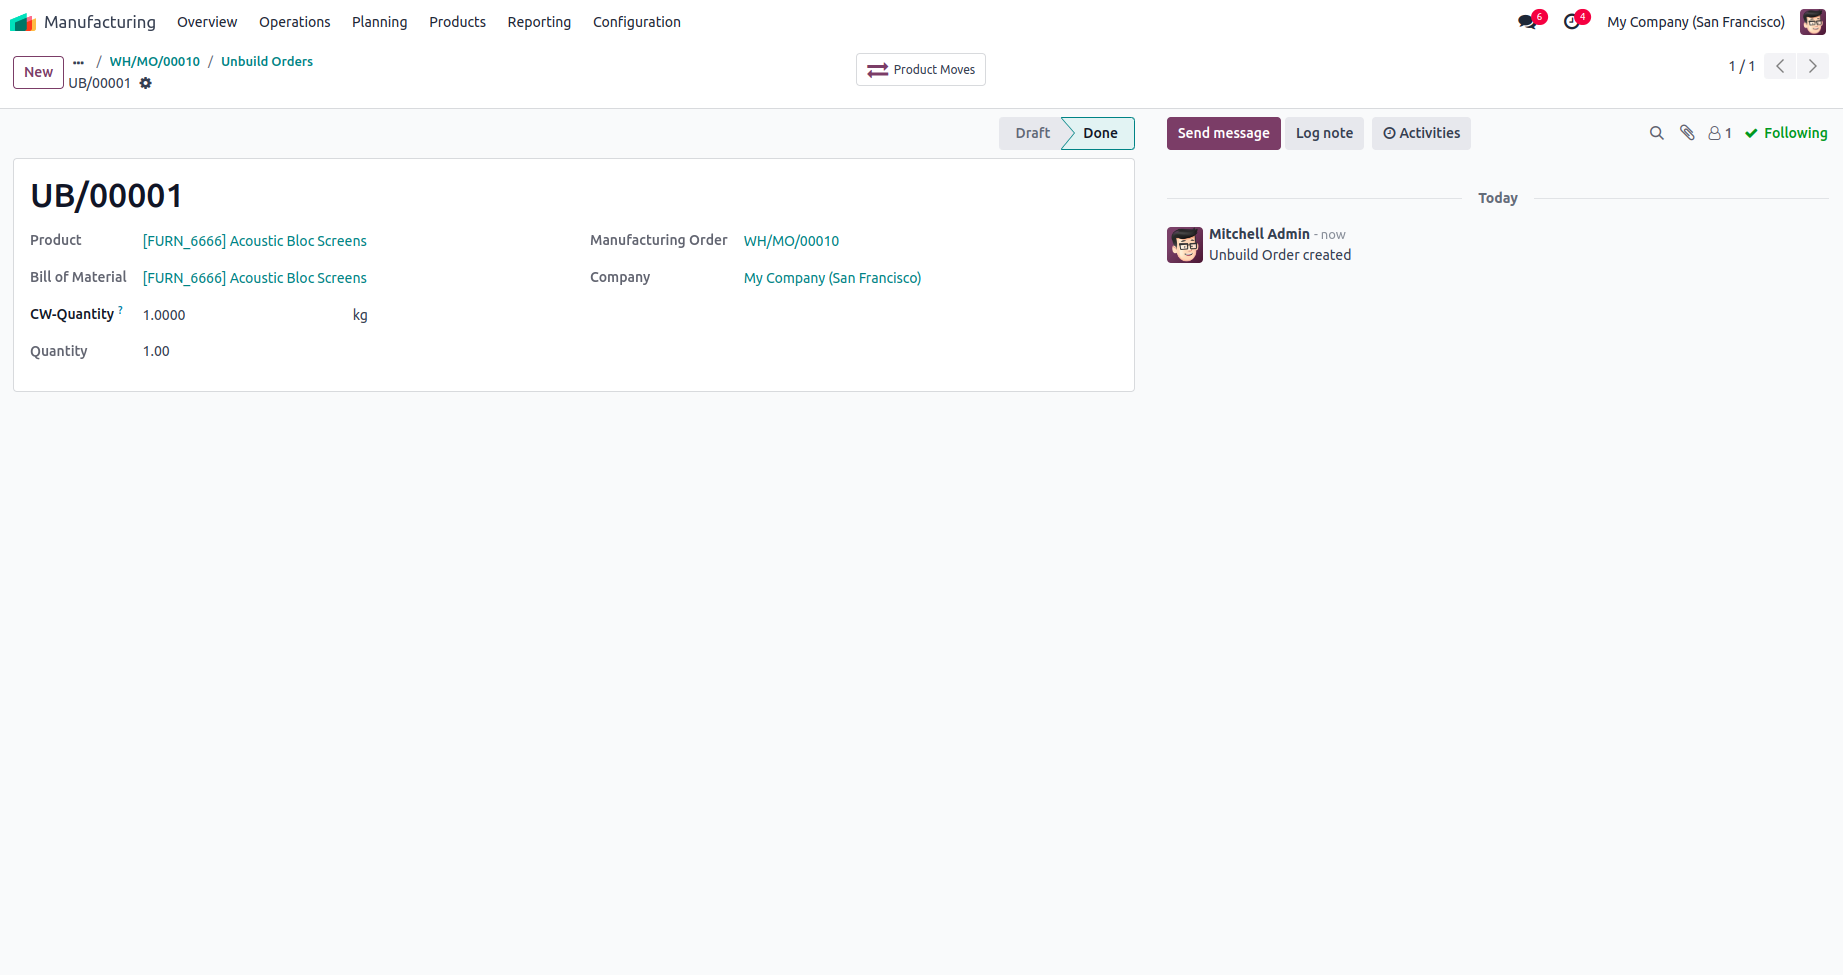 Manufacturing Overview Operations Planning Products Reporting Configuration 6 4 My Company (San Francisco)
New ... / WH/MO/00010 / Unbuild Orders
UB/00001
Product Moves
1 / 1
Draft Done
Send message Log note Activities 1 Following
UB/00001
Product [FURN_6666] Acoustic Bloc Screens
Manufacturing Order WH/MO/00010
Bill of Material [FURN_6666] Acoustic Bloc Screens
Company My Company (San Francisco)
CW-Quantity ? 1.0000 kg
Quantity 1.00
Today
Mitchell Admin - now
Unbuild Order created